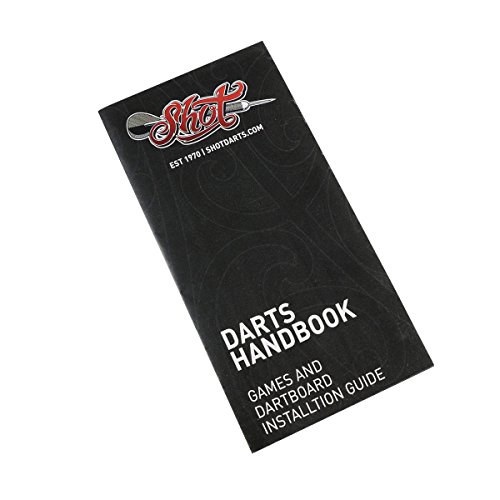 Shot
EST 1970 | SHOTDARTS.COM
DARTS
HANDBOOK
GAMES AND
DARTBOARD
INSTALLTION GUIDE